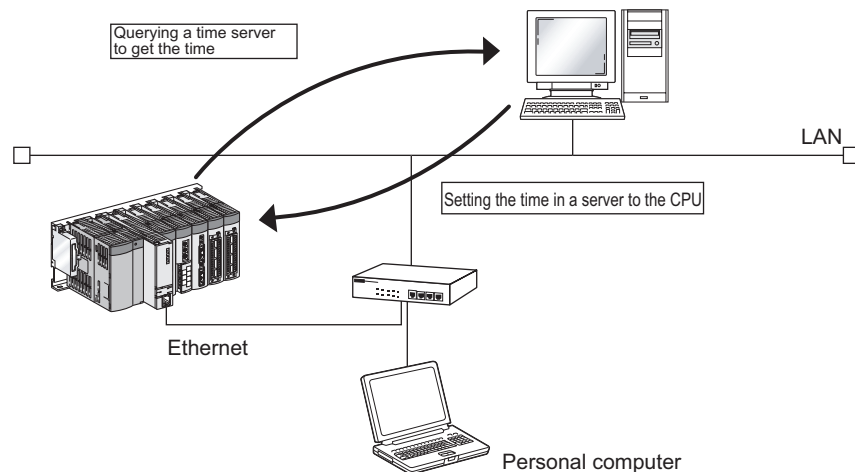 Querying a time server
to get the time
LAN
Setting the time in a server to the CPU
Ethernet
Personal computer